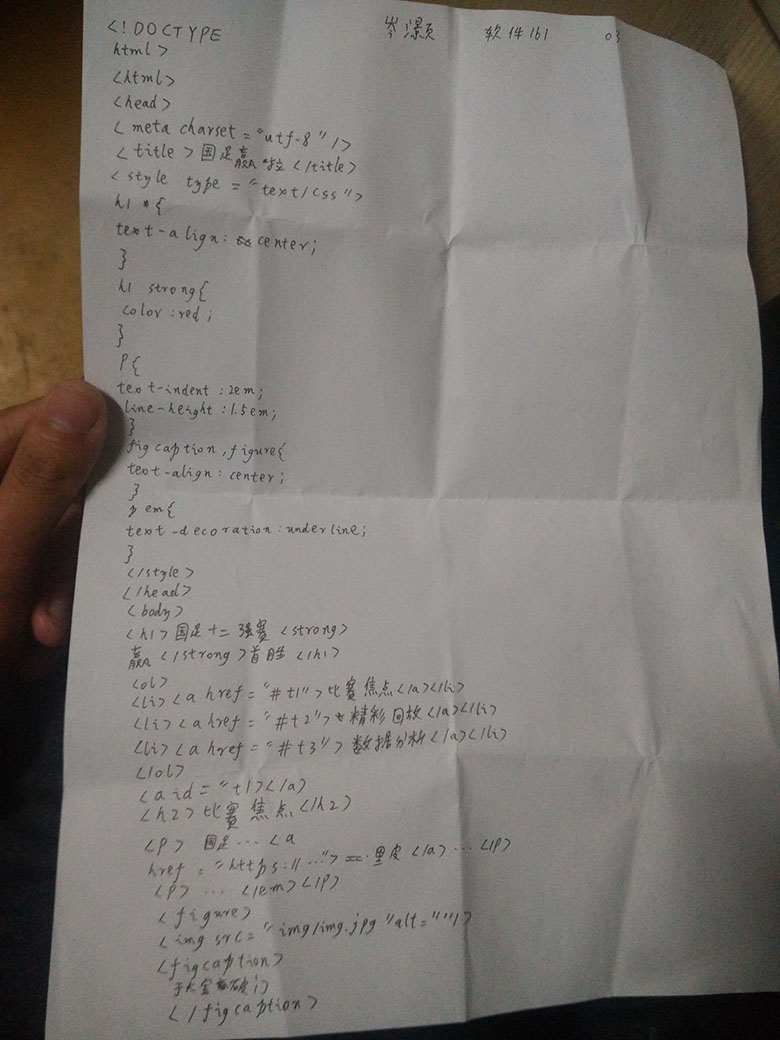 <!DOCTYPE 岑灏 软件161 03
html>
<html>
<head>
<meta charset="utf-8"/>
<title>国足赢啦</title>
<style type="text/css">
h1 {
text-align: center;
}
h1 strong{
color:red;
}
p{
text-indent:2em;
line-height:1.5em;
}
figcaption,figure{
text-align:center;
}
p em{
text-decoration:underline;
}
</style>
</head>
<body>
<h1>国足十二强赛<strong>
赢</strong>首胜</h1>
<ol>
<li><a href="#t1">比赛焦点</a></li>
<li><a href="#t2">精彩回放</a></li>
<li><a href="#t3">数据分析</a></li>
</ol>
<a id="t1></a>
<h2>比赛焦点</h2>
<p> 国足...<a
href="https://...">里皮</a>...</p>
<p> ... </em></p>
<figure>
<img src="img/img.jpg"alt=""/>
<figcaption>
于大宝破门
</figcaption>